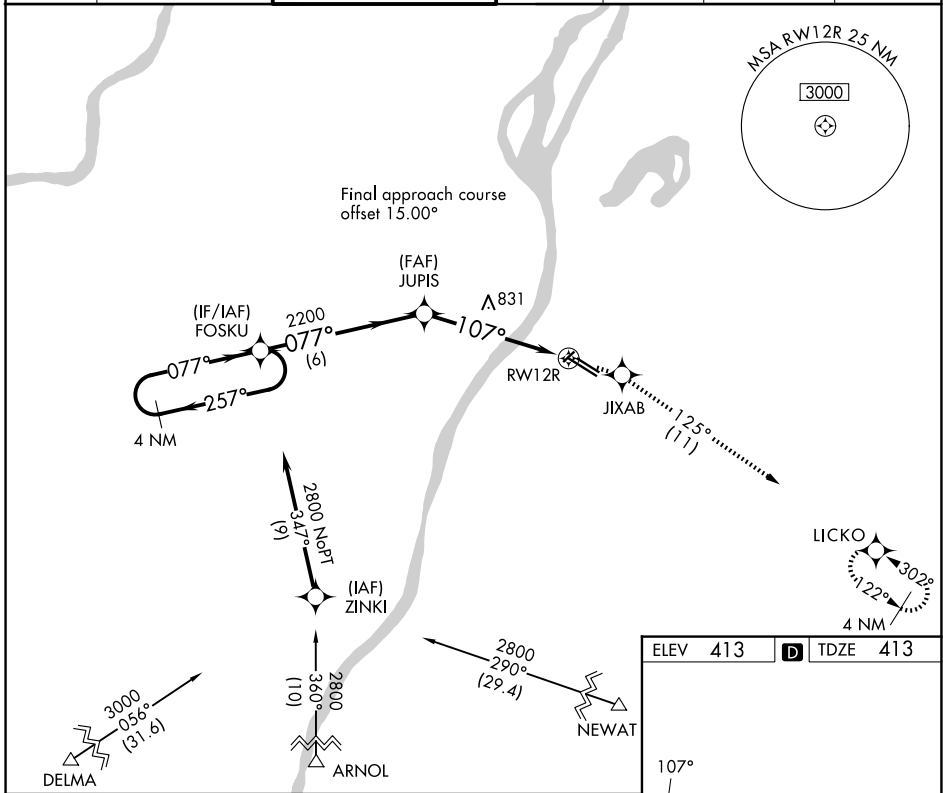 MSA RW12R 25 NM
3000
Final approach course
offset 15.00°
(FAF)
JUPIS
831
(IF/IAF)
FOSKU
2200
077°
(6)
107°
077°
257°
4 NM
RW12R
JIXAB
125°
(11)
2800 NoPT
347°
(9)
(IAF)
ZINKI
LICKO
302°
122°
4 NM
2800
360°
(10)
2800
290°
(29.4)
NEWAT
3000
056°
(31.6)
DELMA
ARNOL
ELEV 413 D TDZE 413
107°